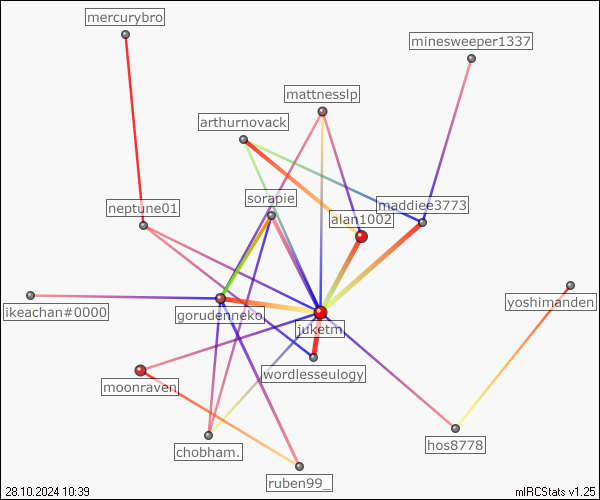 mercurybro
minesweeper1337
mattnesslp
arthurnovack
sorapie
maddiee3773
neptune01
alan1002
yoshimanden
ikeachan#0000
gorudenneko
juketm
wordlesseulogy
moonraven
hos8778
chobham.
ruben99_
28.10.2024 10:39
mIRCStats v1.25